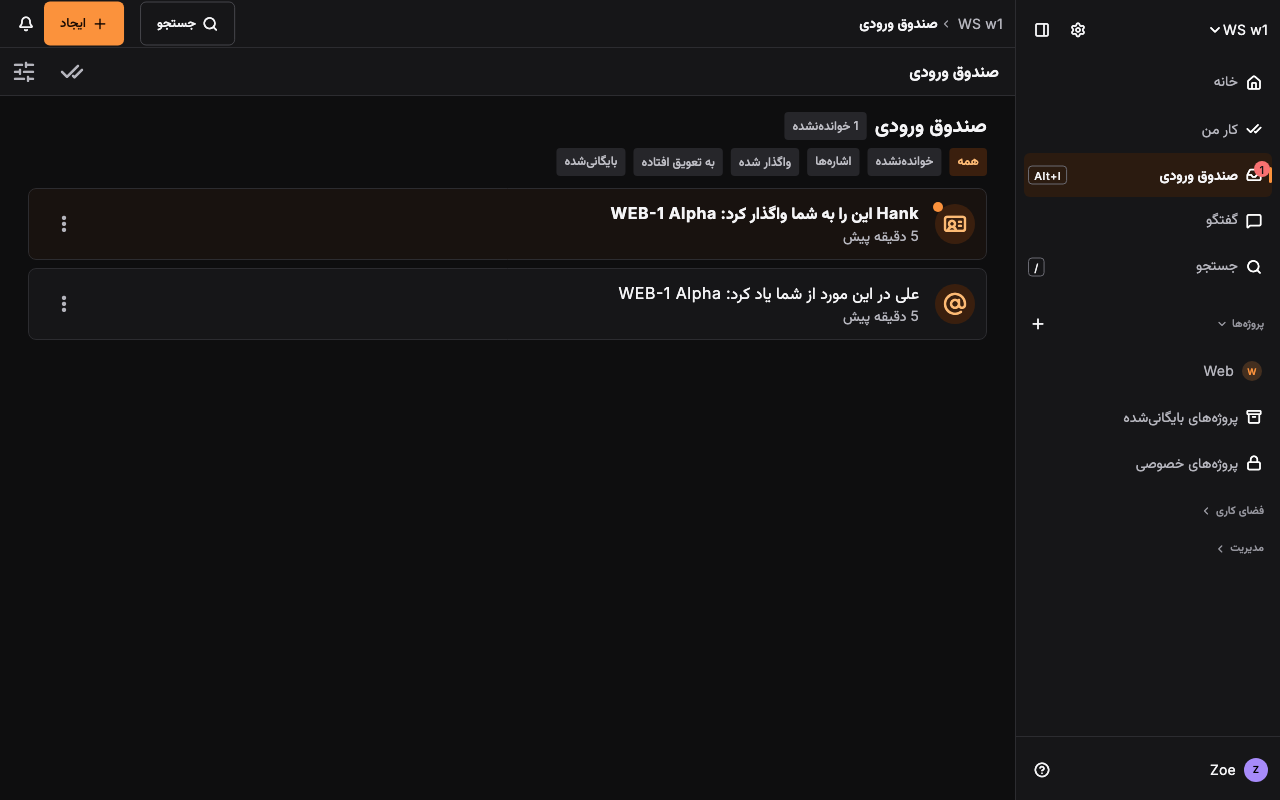 WS w1
خانه
کار من
1
صندوق ورودی
Alt+I
گفتگو
جستجو
/
پروژه‌ها
W
Web
پروژه‌های بایگانی‌شده
پروژه‌های خصوصی
فضای کاری
مدیریت
Z
Zoe
WS w1 › صندوق ورودی
جستجو
ایجاد
صندوق ورودی
صندوق ورودی
1 خوانده‌نشده
همه
خوانده‌نشده
اشاره‌ها
واگذار شده
به تعویق افتاده
بایگانی‌شده
Hank این را به شما واگذار کرد: WEB-1 Alpha
5 دقیقه پیش
علی در این مورد از شما یاد کرد: WEB-1 Alpha
5 دقیقه پیش